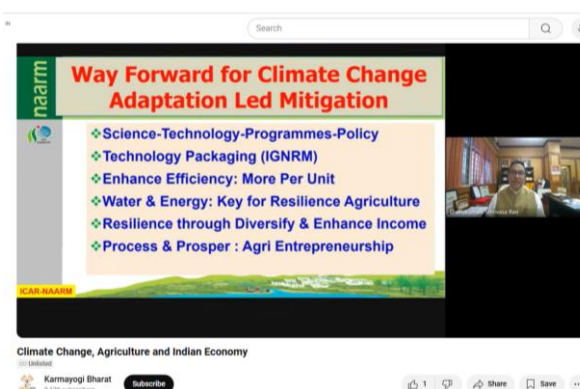 Search
naarm
Way Forward for Climate Change
Adaptation Led Mitigation
❖Science-Technology-Programmes-Policy
❖Technology Packaging (IGNRM)
❖Enhance Efficiency: More Per Unit
❖Water & Energy: Key for Resilience Agriculture
❖Resilience through Diversify & Enhance Income
❖Process & Prosper : Agri Entrepreneurship
ICAR-NAARM
Climate Change, Agriculture and Indian Economy
Unlisted
Karmayogi Bharat
Subscribe
1
Share
Save